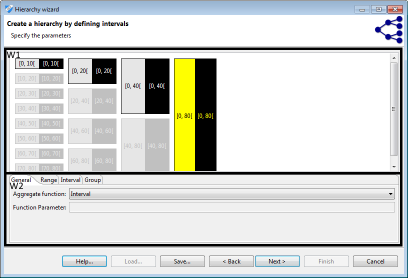 Hierarchy wizard
Create a hierarchy by defining intervals
Specify the parameters
W1
[0, 10[ [0, 10[ [0, 20[ [0, 20[ [0, 40[ [0, 40[ [0, 80[ [0, 80[
[10, 20[ [10, 20[
[20, 30[ [20, 30[ [20, 40[ [20, 40[
[30, 40[ [30, 40[
[40, 50[ [40, 50[ [40, 60[ [40, 60[ [40, 80[ [40, 80[
[50, 60[ [50, 60[
[60, 70[ [60, 70[ [60, 80[ [60, 80[
[70, 80[ [70, 80[
General Range Interval Group
W2
Aggregate function: Interval
Function Parameter:
Help... Load... Save... < Back Next > Finish Cancel